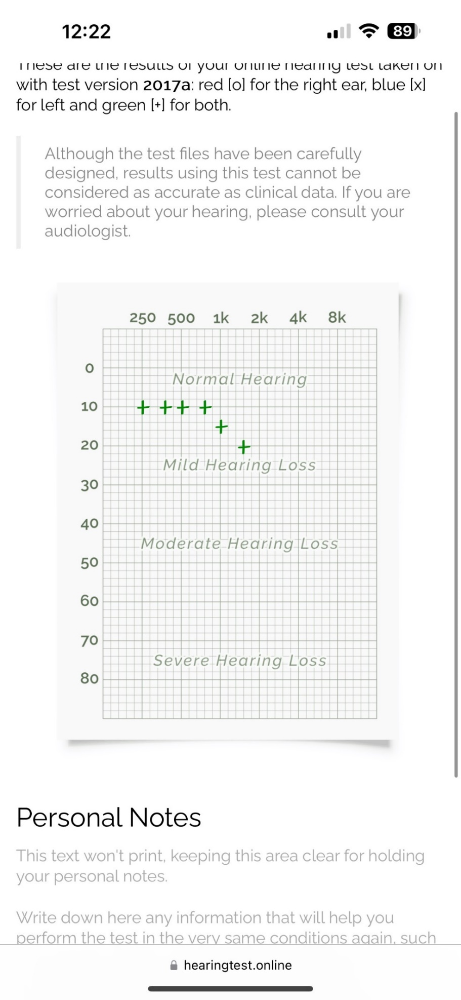 12:22
89
These are the results of your online hearing test taken on
with test version 2017a: red [o] for the right ear, blue [x]
for left and green [+] for both.
Although the test files have been carefully
designed, results using this test cannot be
considered as accurate as clinical data. If you are
worried about your hearing, please consult your
audiologist.
250 500 1k 2k 4k 8k
0
Normal Hearing
10
20
Mild Hearing Loss
30
40
Moderate Hearing Loss
50
60
70
Severe Hearing Loss
80
Personal Notes
This text won't print, keeping this area clear for holding
your personal notes.
Write down here any information that will help you
perform the test in the very same conditions again, such
hearingtest.online